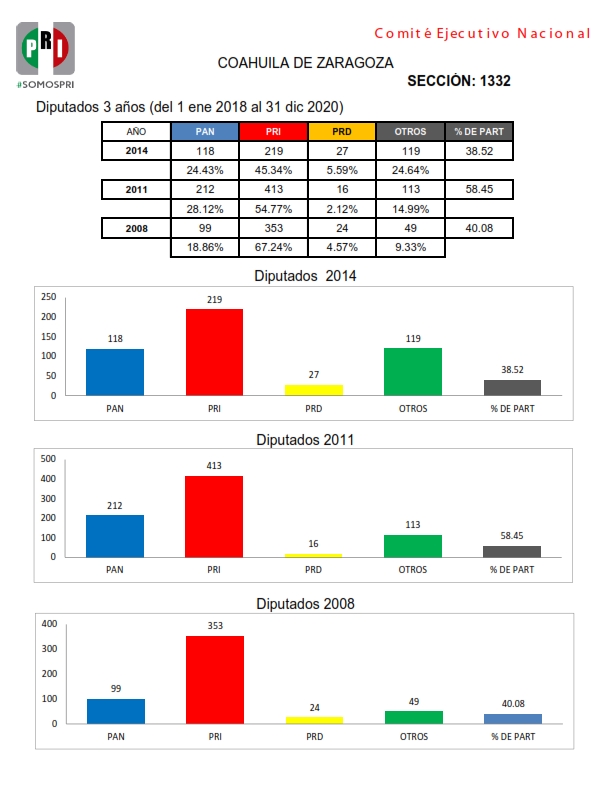 Comité Ejecutivo Nacional
PRI
#SOMOSPRI
COAHUILA DE ZARAGOZA
SECCIÓN: 1332
Diputados 3 años (del 1 ene 2018 al 31 dic 2020)
AÑO PAN PRI PRD OTROS % DE PART
2014 118 219 27 119 38.52
24.43% 45.34% 5.59% 24.64%
2011 212 413 16 113 58.45
28.12% 54.77% 2.12% 14.99%
2008 99 353 24 49 40.08
18.86% 67.24% 4.57% 9.33%
Diputados 2014
250
200
150
100
50
0
118 219 27 119 38.52
PAN PRI PRD OTROS % DE PART
Diputados 2011
500
400
300
200
100
0
212 413 16 113 58.45
PAN PRI PRD OTROS % DE PART
Diputados 2008
400
300
200
100
0
99 353 24 49 40.08
PAN PRI PRD OTROS % DE PART